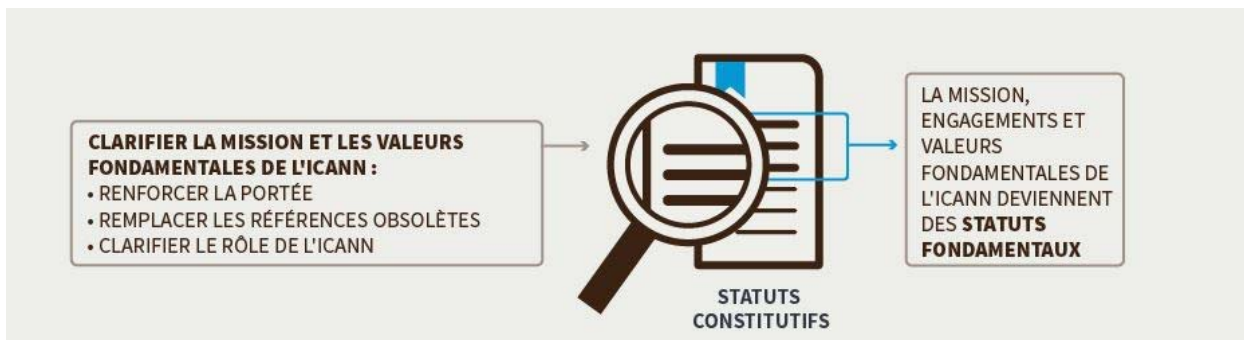 CLARIFIER LA MISSION ET LES VALEURS
FONDAMENTALES DE L'ICANN :
• RENFORCER LA PORTÉE
• REMPLACER LES RÉFÉRENCES OBSOLÈTES
• CLARIFIER LE RÔLE DE L'ICANN
STATUTS
CONSTITUTIFS
LA MISSION,
ENGAGEMENTS ET
VALEURS
FONDAMENTALES DE
L'ICANN DEVIENNENT
DES STATUTS
FONDAMENTAUX